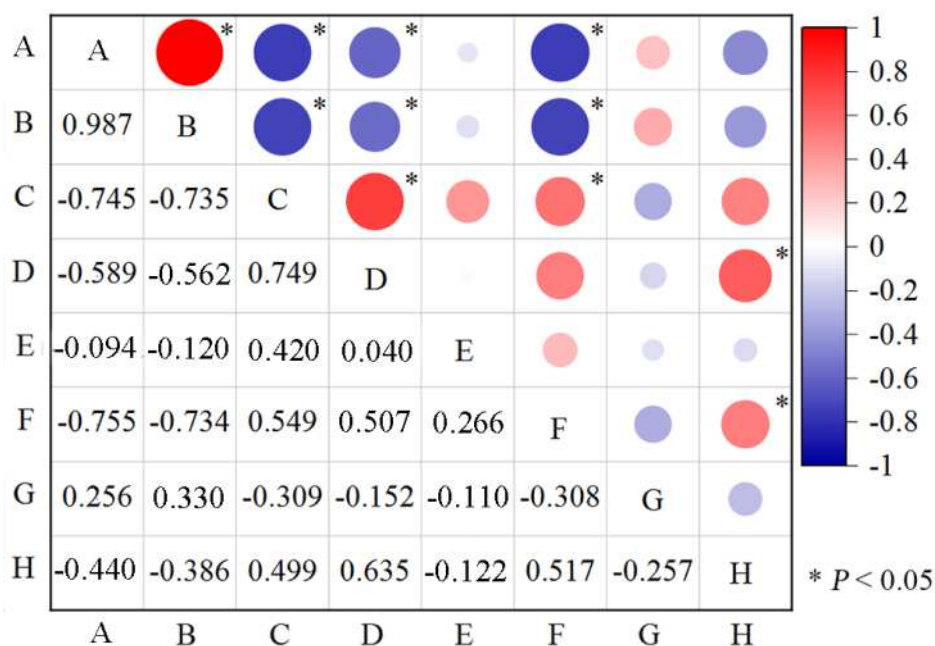 A A * * * * 1
0.8
B 0.987 B * * * 0.6
0.4
C -0.745 -0.735 C * * 0.2
D -0.589 -0.562 0.749 D * 0
-0.2
E -0.094 -0.120 0.420 0.040 E -0.4
F -0.755 -0.734 0.549 0.507 0.266 F * -0.6
-0.8
G 0.256 0.330 -0.309 -0.152 -0.110 -0.308 G -1
H -0.440 -0.386 0.499 0.635 -0.122 0.517 -0.257 H * P < 0.05
A B C D E F G H